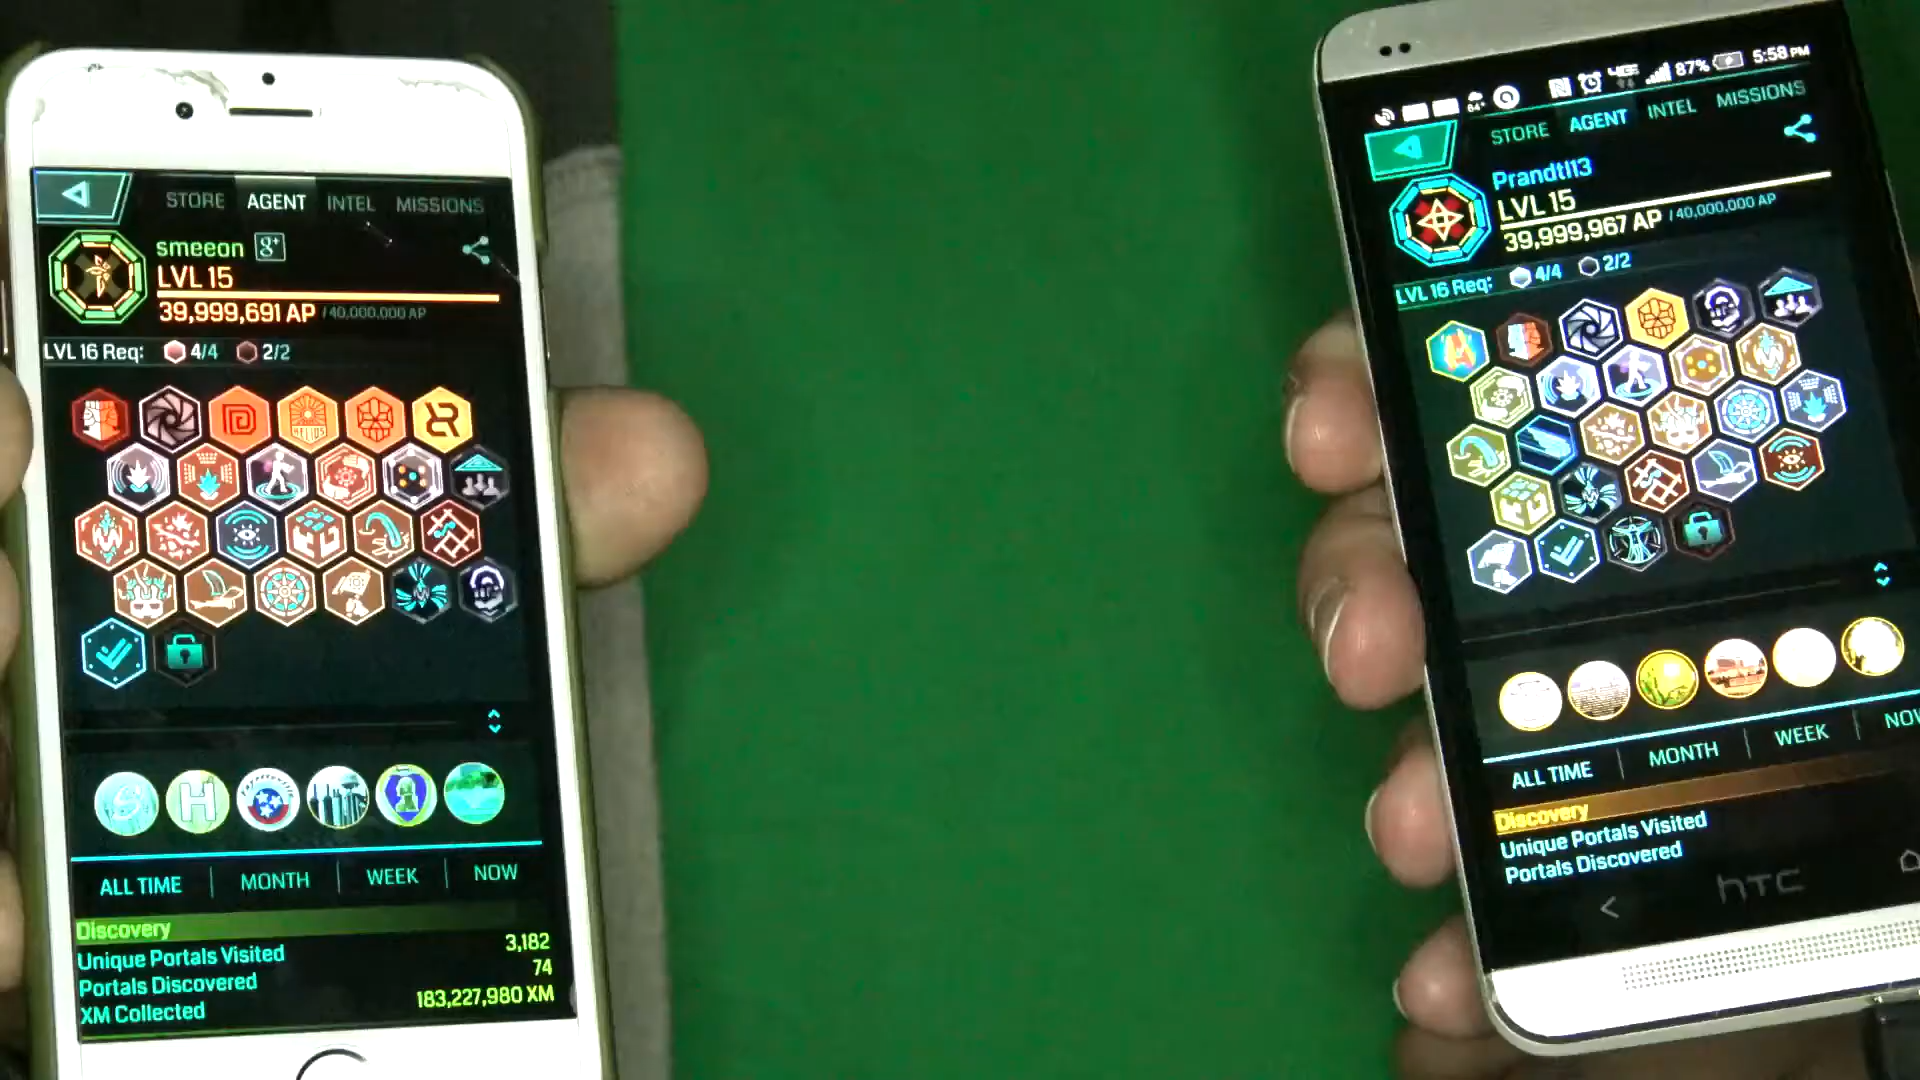 STORE AGENT INTEL MISSIONS
smeeon g+
LVL 15
39,999,691 AP / 40,000,000 AP
LVL 16 Req: 4/4 2/2
HELIOS
ALL TIME MONTH WEEK NOW
Discovery
Unique Portals Visited 3,182
Portals Discovered 74
XM Collected 183,227,980 XM
64° 4G 87% 5:58 PM
STORE AGENT INTEL MISSIONS
Prandtl13
LVL 15
39,999,967 AP / 40,000,000 AP
LVL 16 Req: 4/4 2/2
ALL TIME MONTH WEEK NOW
Discovery
Unique Portals Visited
Portals Discovered
hTC